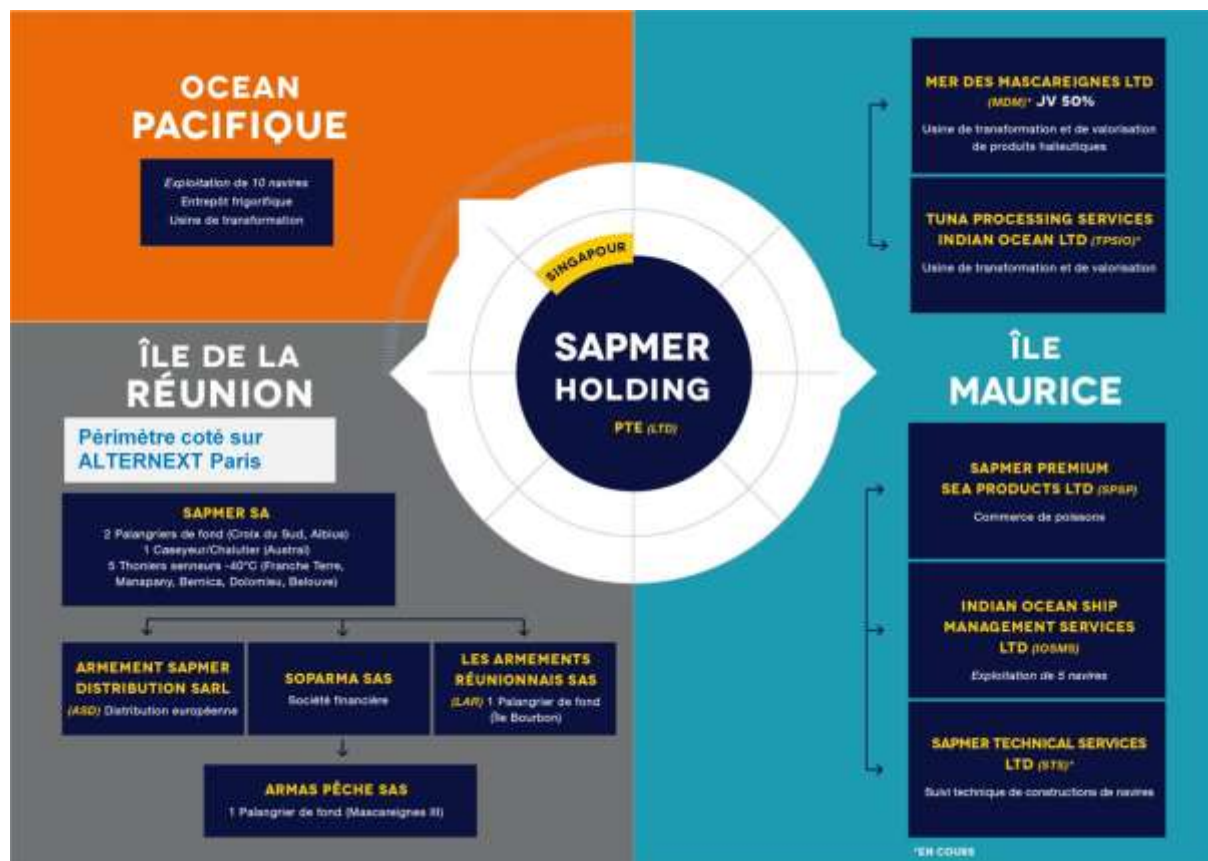 OCEAN
PACIFIQUE
Exploitation de 10 navires
Entrepôt frigorifique
Usine de transformation
ÎLE DE LA
RÉUNION
Périmètre coté sur
ALTERNEXT Paris
SAPMER SA
2 Palangriers de fond (Croix du Sud, Albius)
1 Caseyeur/Chalutier (Austral)
5 Thoniers senneurs -40°C (Franche Terre,
Manapany, Bernica, Dolomieu, Belouve)
ARMEMENT SAPMER
DISTRIBUTION SARL
(ASD) Distribution européenne
SOPARMA SAS
Société financière
LES ARMEMENTS
RÉUNIONNAIS SAS
(LAR) 1 Palangrier de fond
(Île Bourbon)
ARMAS PÊCHE SAS
1 Palangrier de fond (Mascareignes III)
SINGAPOUR
SAPMER
HOLDING
PTE (LTD)
MER DES MASCAREIGNES LTD
(MDM)* JV 50%
Usine de transformation et de valorisation
de produits halieutiques
TUNA PROCESSING SERVICES
INDIAN OCEAN LTD (TPSIO)*
Usine de transformation et de valorisation
ÎLE
MAURICE
SAPMER PREMIUM
SEA PRODUCTS LTD (SPSP)
Commerce de poissons
INDIAN OCEAN SHIP
MANAGEMENT SERVICES
LTD (IOSMS)
Exploitation de 5 navires
SAPMER TECHNICAL SERVICES
LTD (STS)*
Suivi technique de constructions de navires
*EN COURS